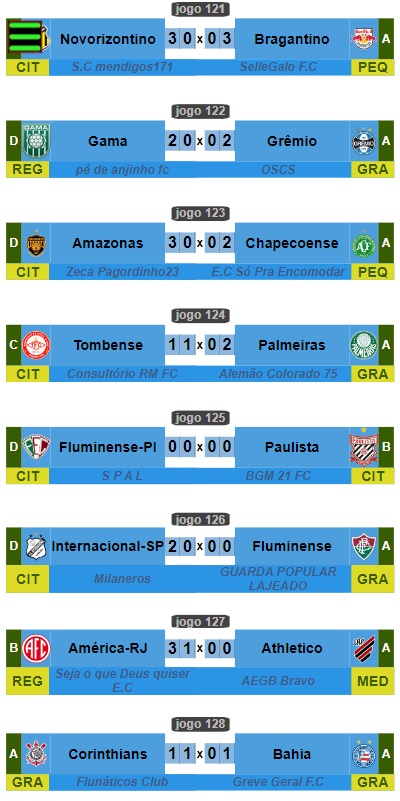 jogo 121
Novorizontino 3 0 x 0 3 Bragantino A
CIT S.C mendigos171 SelleGalo F.C PEQ
jogo 122
D GAMA Gama 2 0 x 0 2 Grêmio GRÊMIO A
REG pé de anjinho fc OSCS GRA
jogo 123
D Amazonas 3 0 x 0 2 Chapecoense A
CIT Zeca Pagordinho23 E.C Só Pra Encomodar PEQ
jogo 124
C Tombense 1 1 x 0 2 Palmeiras A
CIT Consultório RM FC Alemão Colorado 75 GRA
jogo 125
D Fluminense-PI 0 0 x 0 0 Paulista PAULISTA B
CIT S P A L BGM 21 FC CIT
jogo 126
D Internacional-SP 2 0 x 0 0 Fluminense A
CIT Milaneros GUARDA POPULAR LAJEADO GRA
jogo 127
B AFC América-RJ 3 1 x 0 0 Athletico A
REG Seja o que Deus quiser E.C AEGB Bravo MED
jogo 128
A Corinthians 1 1 x 0 1 Bahia A
GRA Flunáticos Club Greve Geral F.C GRA